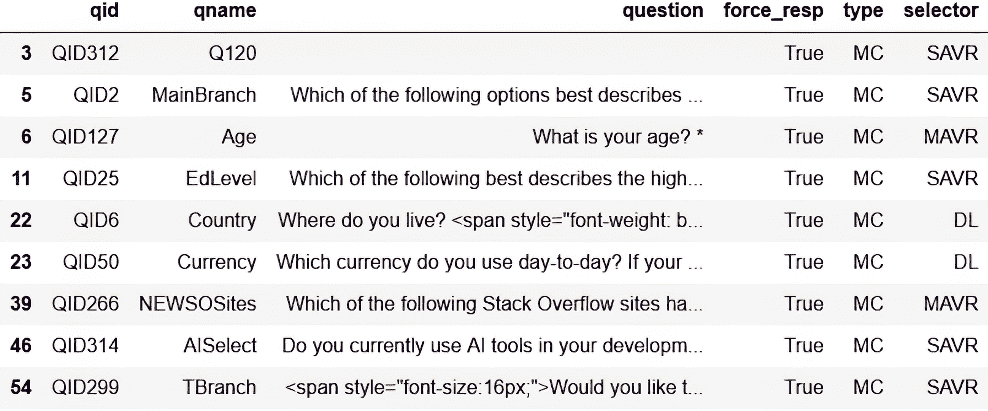 qid qname question force_resp type selector
3 QID312 Q120 True MC SAVR
5 QID2 MainBranch Which of the following options best describes ... True MC SAVR
6 QID127 Age What is your age? * True MC MAVR
11 QID25 EdLevel Which of the following best describes the high... True MC SAVR
22 QID6 Country Where do you live? <span style="font-weight: b... True MC DL
23 QID50 Currency Which currency do you use day-to-day? If your ... True MC DL
39 QID266 NEWSOSites Which of the following Stack Overflow sites ha... True MC MAVR
46 QID314 AISelect Do you currently use AI tools in your developm... True MC SAVR
54 QID299 TBranch <span style="font-size:16px;">Would you like t... True MC SAVR